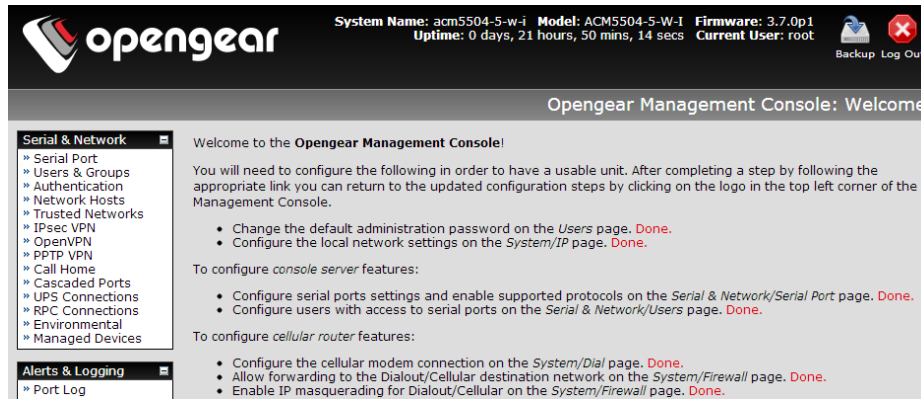 opengear
System Name: acm5504-5-w-i Model: ACM5504-5-W-I Firmware: 3.7.0p1
Uptime: 0 days, 21 hours, 50 mins, 14 secs Current User: root
Backup Log Out
Opengear Management Console: Welcome
Serial & Network
» Serial Port
» Users & Groups
» Authentication
» Network Hosts
» Trusted Networks
» IPsec VPN
» OpenVPN
» PPTP VPN
» Call Home
» Cascaded Ports
» UPS Connections
» RPC Connections
» Environmental
» Managed Devices
Alerts & Logging
» Port Log
Welcome to the Opengear Management Console!
You will need to configure the following in order to have a usable unit. After completing a step by following the
appropriate link you can return to the updated configuration steps by clicking on the logo in the top left corner of the
Management Console.
• Change the default administration password on the Users page. Done.
• Configure the local network settings on the System/IP page. Done.
To configure console server features:
• Configure serial ports settings and enable supported protocols on the Serial & Network/Serial Port page. Done.
• Configure users with access to serial ports on the Serial & Network/Users page. Done.
To configure cellular router features:
• Configure the cellular modem connection on the System/Dial page. Done.
• Allow forwarding to the Dialout/Cellular destination network on the System/Firewall page. Done.
• Enable IP masquerading for Dialout/Cellular on the System/Firewall page. Done.